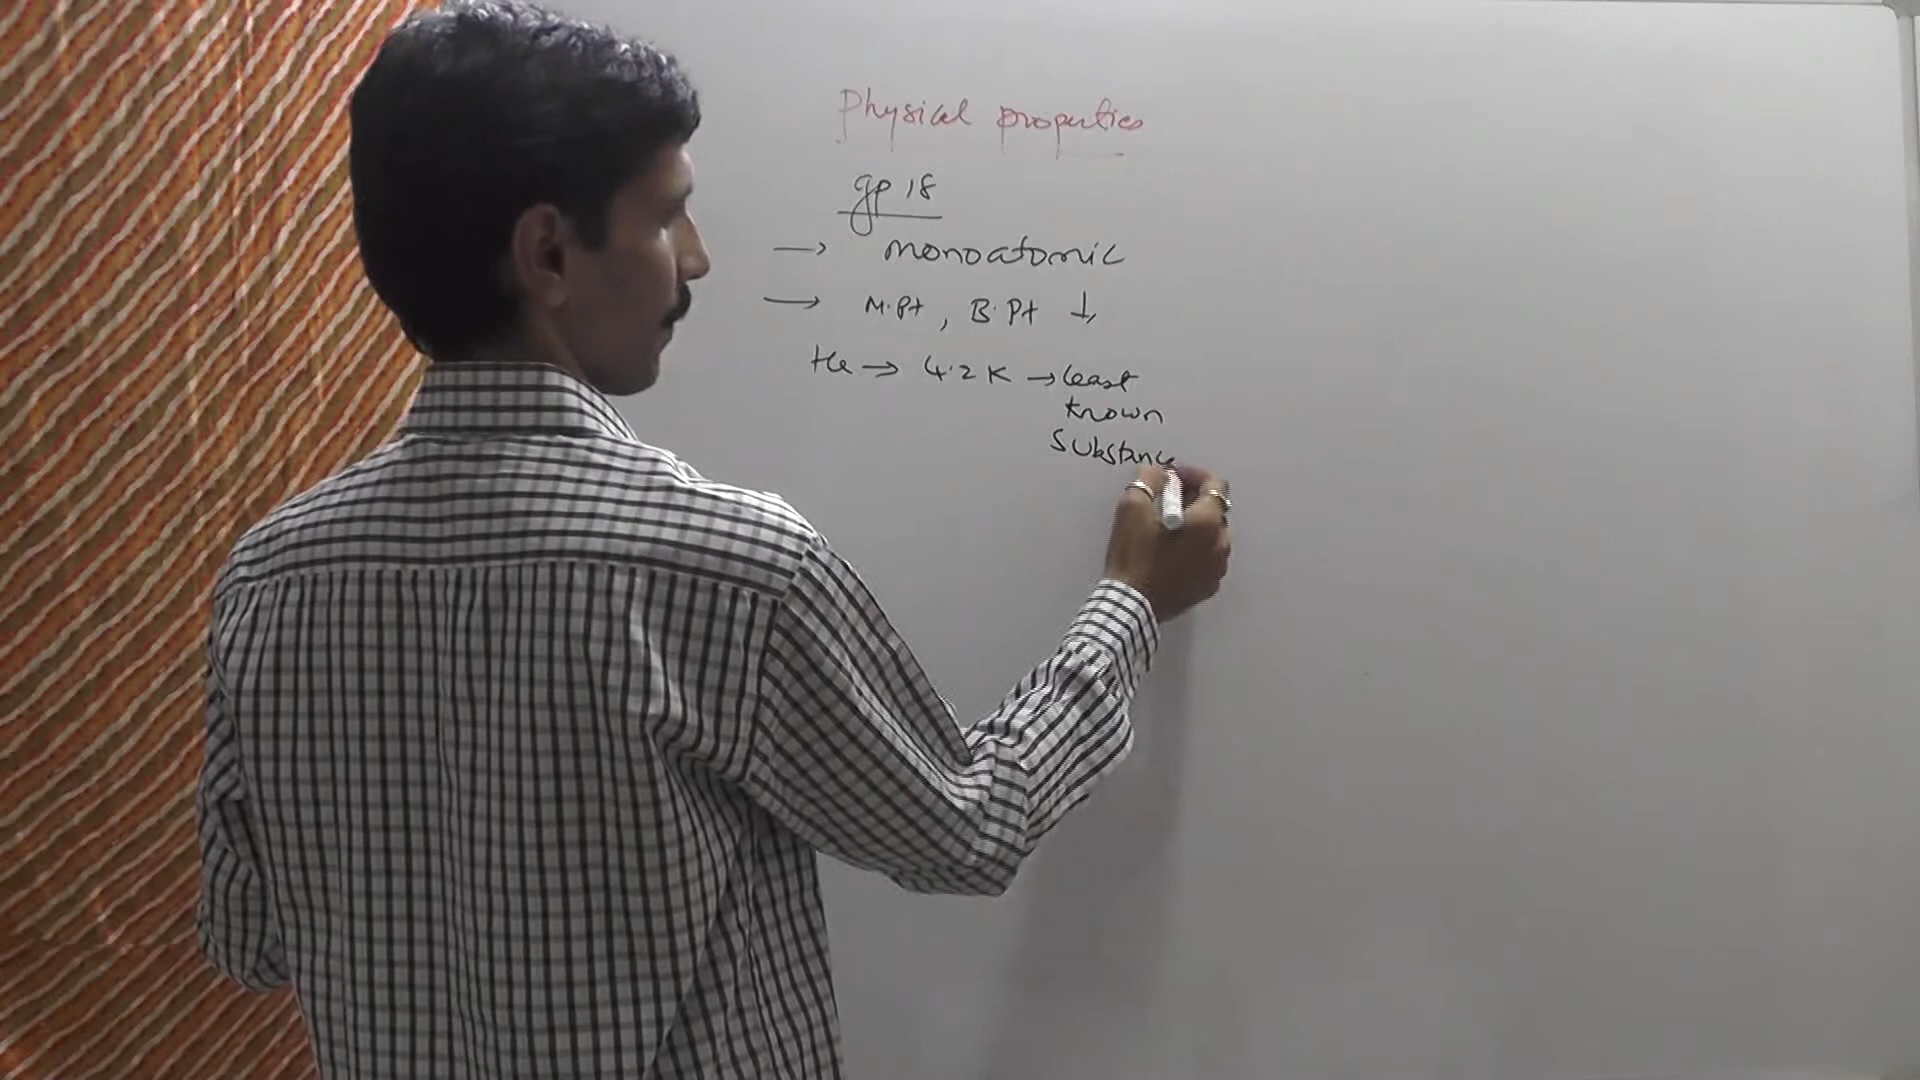 Physical properties
gp 18
→ monoatomic
→ M.Pt, B.Pt ↓,
He → 4.2 K → least
known
Substance